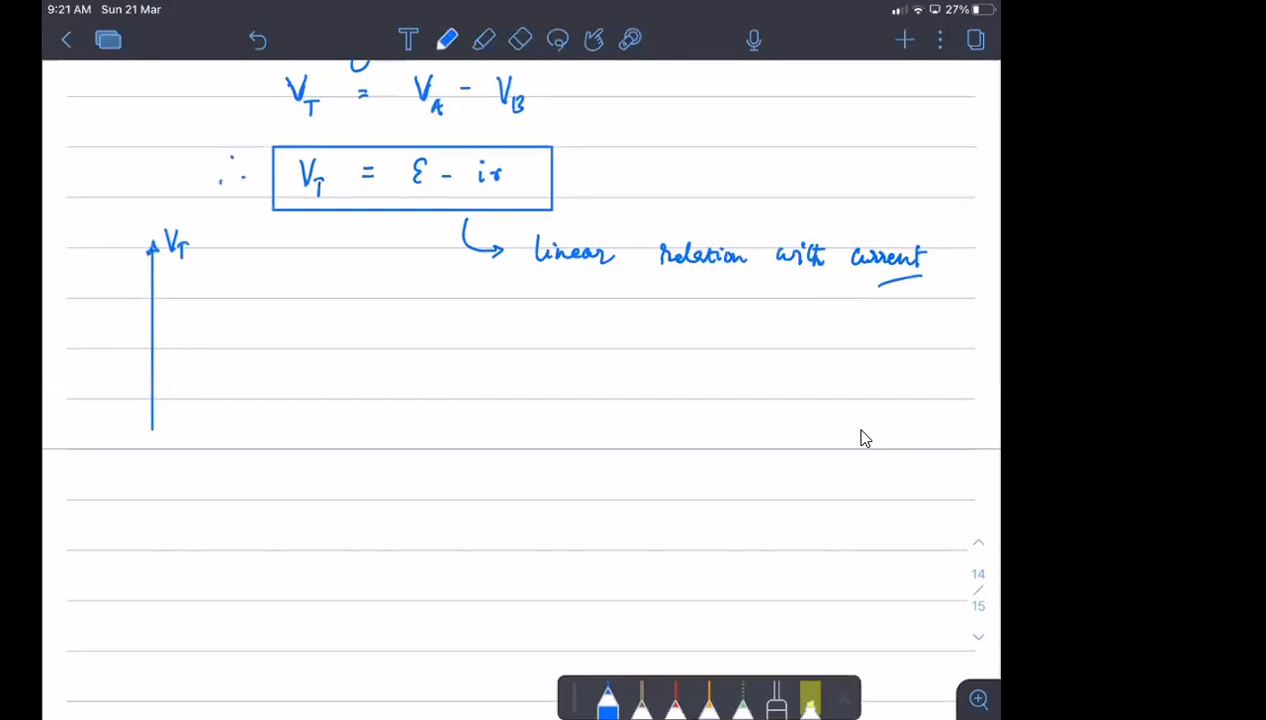 9:21 AM Sun 21 Mar 27%
V_T = V_A - V_B
∴ V_T = ℰ - ir
V_T
linear relation with current
14
/
15